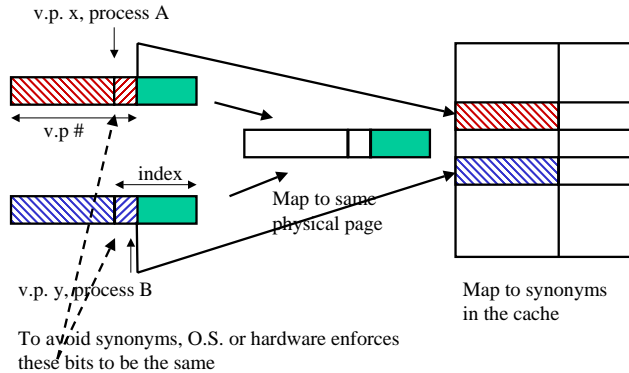 v.p. x, process A
v.p #
index
Map to same
physical page
v.p. y, process B
Map to synonyms
in the cache
To avoid synonyms, O.S. or hardware enforces
these bits to be the same